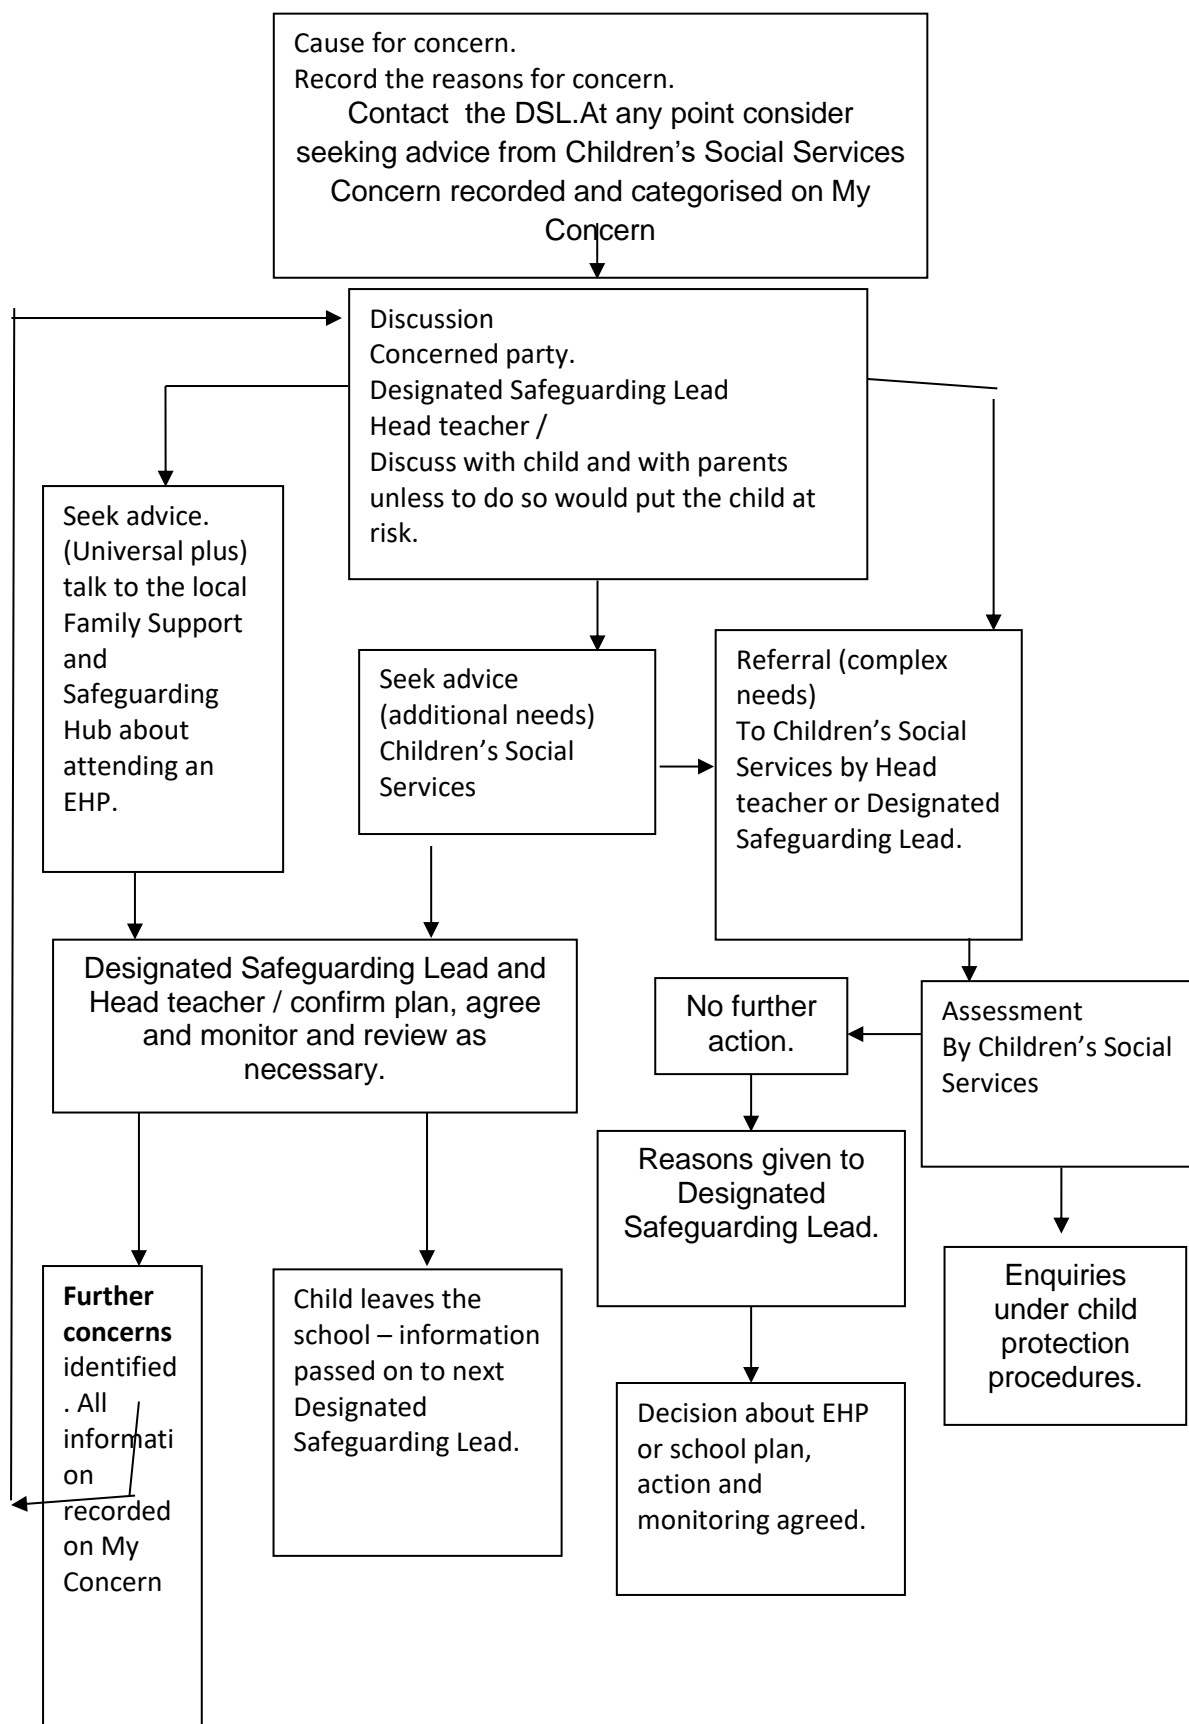 Cause for concern.
Record the reasons for concern.
Contact  the DSL.At any point consider
seeking advice from Children’s Social Services
Concern recorded and categorised on My
Concern
Discussion
Concerned party.
Designated Safeguarding Lead
Head teacher /
Discuss with child and with parents
unless to do so would put the child at
risk.
Seek advice.
(Universal plus)
talk to the local
Family Support
and
Safeguarding
Hub about
attending an
EHP.
Seek advice
(additional needs)
Children’s Social
Services
Referral (complex
needs)
To Children’s Social
Services by Head
teacher or Designated
Safeguarding Lead.
Designated Safeguarding Lead and
Head teacher / confirm plan, agree
and monitor and review as
necessary.
No further
action.
Assessment
By Children’s Social
Services
Reasons given to
Designated
Safeguarding Lead.
Enquiries
under child
protection
procedures.
Further
concerns
identified
. All
informati
on
recorded
on My
Concern
Child leaves the
school – information
passed on to next
Designated
Safeguarding Lead.
Decision about EHP
or school plan,
action and
monitoring agreed.